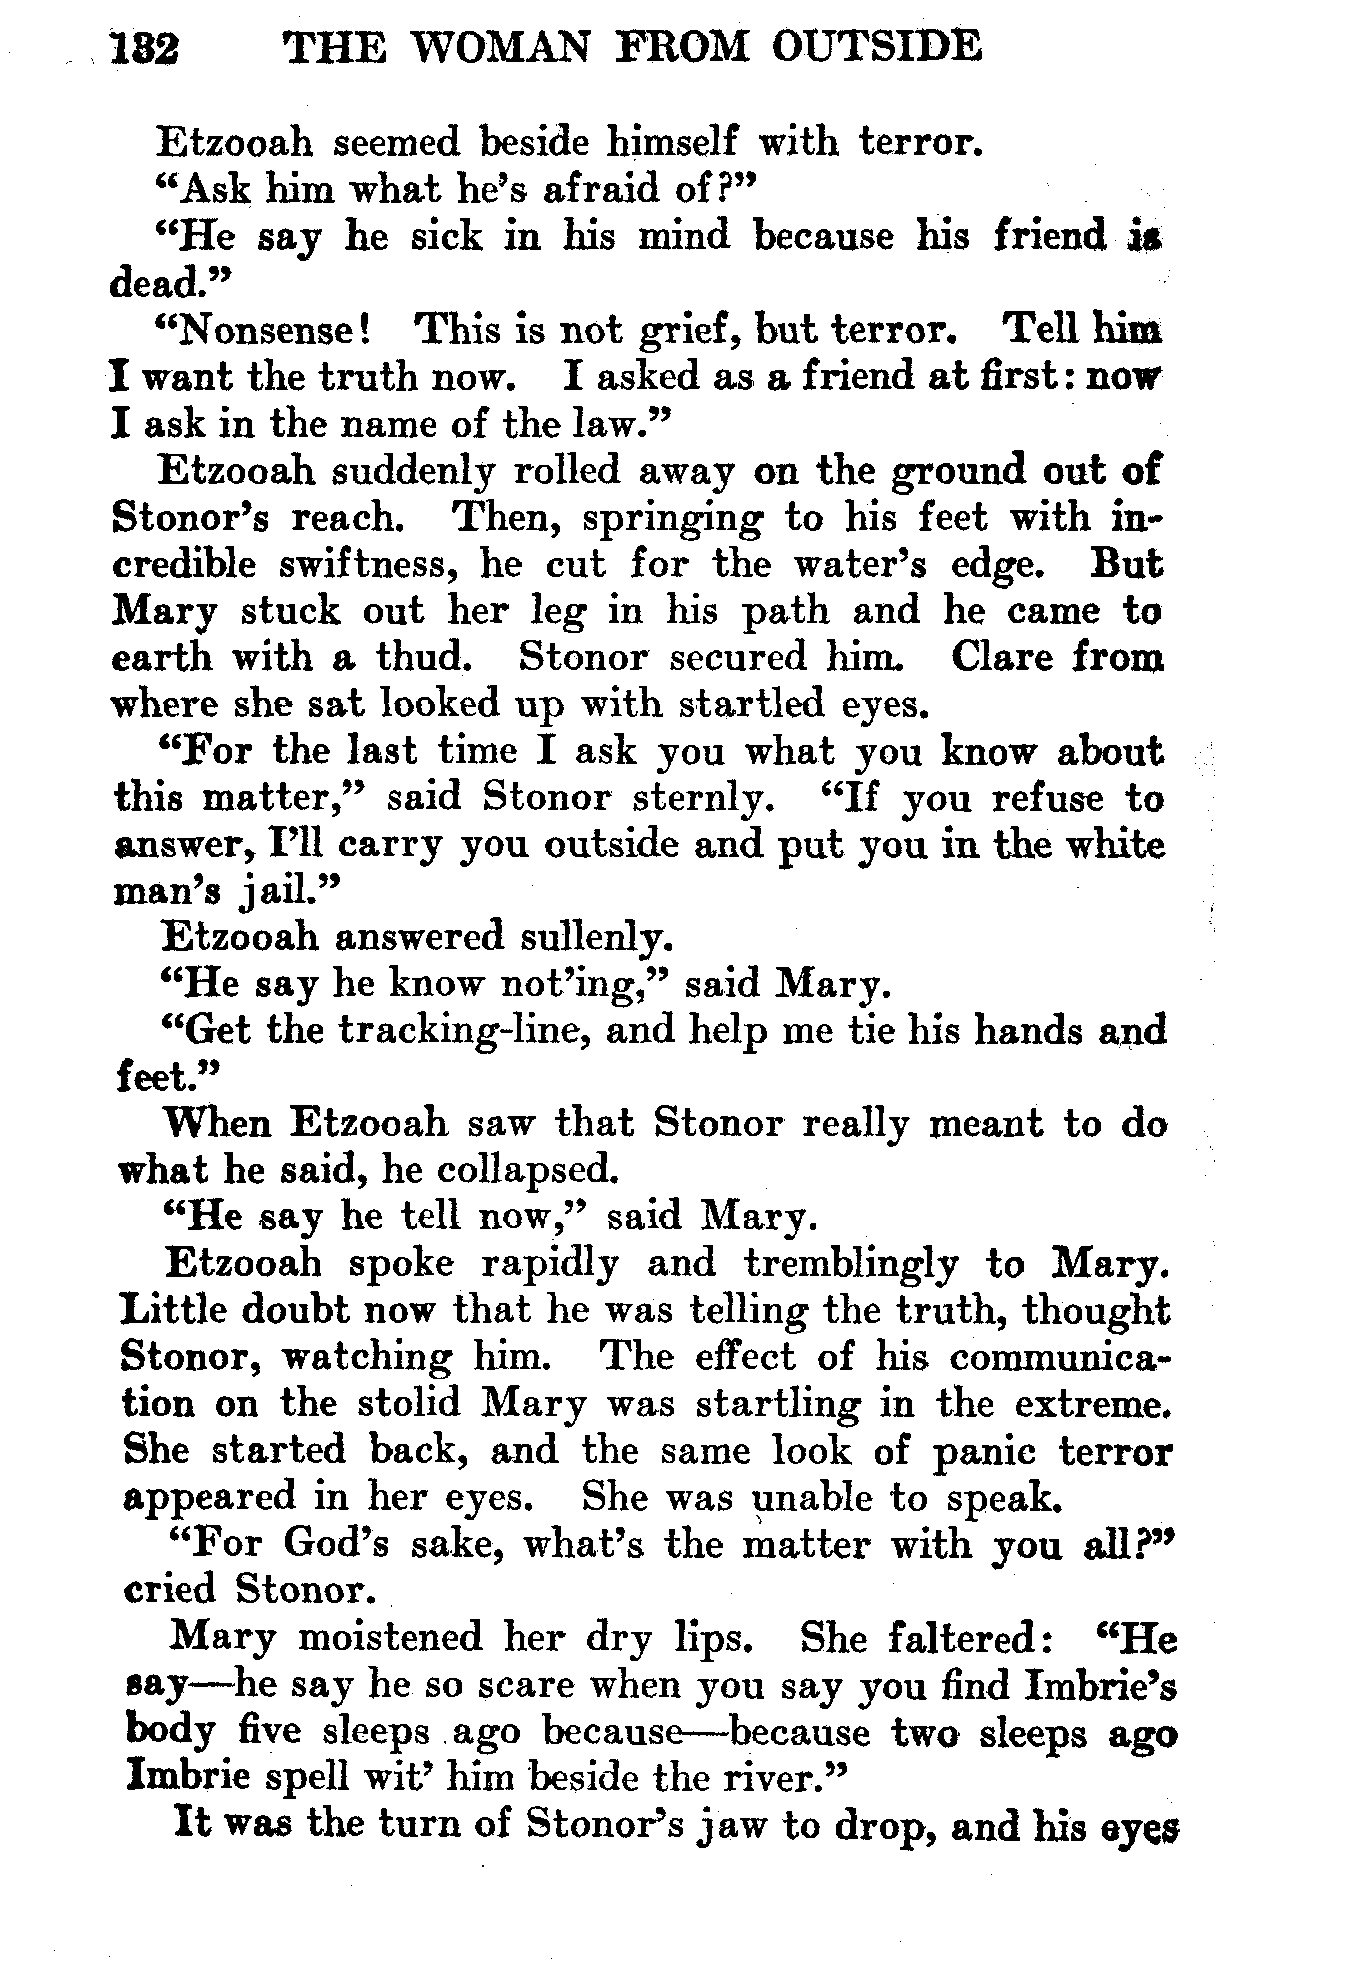 182 THE WOMAN FROM OUTSIDE
Etzooah seemed beside himself with terror.
“Ask him what he’s afraid of?”
“He say he sick in his mind because his friend is
dead.”
“Nonsense! This is not grief, but terror. Tell him
I want the truth now. I asked as a friend at first: now
I ask in the name of the law.”
Etzooah suddenly rolled away on the ground out of
Stonor’s reach. Then, springing to his feet with in-
credible swiftness, he cut for the water’s edge. But
Mary stuck out her leg in his path and he came to
earth with a thud. Stonor secured him. Clare from
where she sat looked up with startled eyes.
“For the last time I ask you what you know about
this matter,” said Stonor sternly. “If you refuse to
answer, I’ll carry you outside and put you in the white
man’s jail.”
Etzooah answered sullenly.
“He say he know not’ing,” said Mary.
“Get the tracking-line, and help me tie his hands and
feet.”
When Etzooah saw that Stonor really meant to do
what he said, he collapsed.
“He say he tell now,” said Mary.
Etzooah spoke rapidly and tremblingly to Mary.
Little doubt now that he was telling the truth, thought
Stonor, watching him. The effect of his communica-
tion on the stolid Mary was startling in the extreme.
She started back, and the same look of panic terror
appeared in her eyes. She was unable to speak.
“For God’s sake, what’s the matter with you all?”
cried Stonor.
Mary moistened her dry lips. She faltered: “He
say—he say he so scare when you say you find Imbrie’s
body five sleeps ago because—because two sleeps ago
Imbrie spell wit’ him beside the river.”
It was the turn of Stonor’s jaw to drop, and his eyes